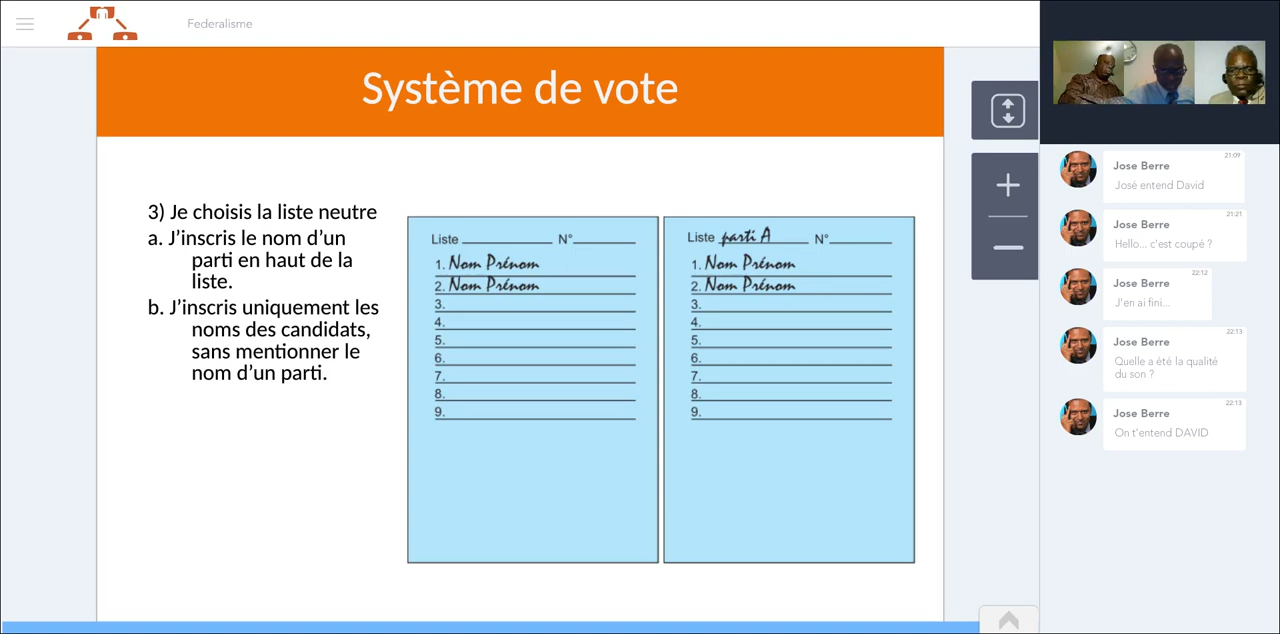 Federalisme
Système de vote
3) Je choisis la liste neutre
a. J'inscris le nom d'un
parti en haut de la
liste.
b. J'inscris uniquement les
noms des candidats,
sans mentionner le
nom d'un parti.
Liste N°
1. Nom Prénom
2. Nom Prénom
3.
4.
5.
6.
7.
8.
9.
Liste parti A N°
1. Nom Prénom
2. Nom Prénom
3.
4.
5.
6.
7.
8.
9.
21:09
Jose Berre
José entend David
21:21
Jose Berre
Hello... c'est coupé ?
22:12
Jose Berre
J'en ai fini...
22:13
Jose Berre
Quelle a été la qualité
du son ?
22:13
Jose Berre
On t'entend DAVID